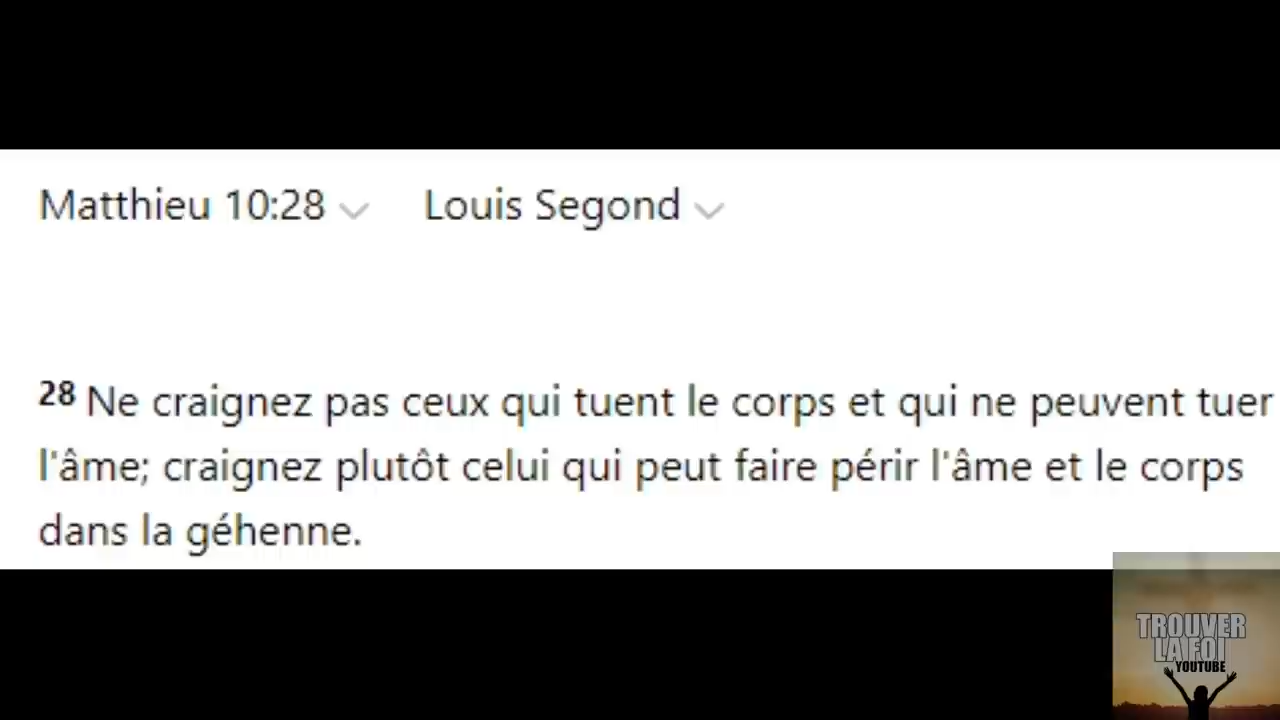 Matthieu 10:28 Louis Segond
28 Ne craignez pas ceux qui tuent le corps et qui ne peuvent tuer
l'âme; craignez plutôt celui qui peut faire périr l'âme et le corps
dans la géhenne.
TROUVER
LA FOI
YOUTUBE